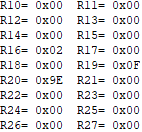 R10= 0x00 R11= 0x00
R12= 0x00 R13= 0x00
R14= 0x00 R15= 0x00
R16= 0x02 R17= 0x00
R18= 0x00 R19= 0x0F
R20= 0x9E R21= 0x00
R22= 0x00 R23= 0x00
R24= 0x00 R25= 0x00
R26= 0x00 R27= 0x00